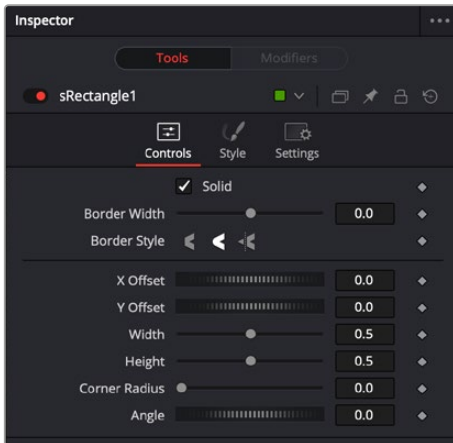 Inspector
Tools Modifiers
sRectangle1
Controls Style Settings
Solid
Border Width 0.0
Border Style
X Offset 0.0
Y Offset 0.0
Width 0.5
Height 0.5
Corner Radius 0.0
Angle 0.0